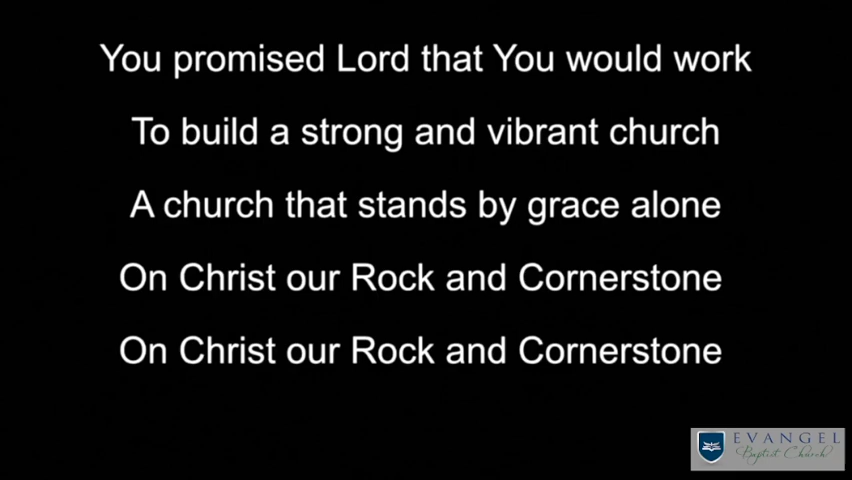 You promised Lord that You would work
To build a strong and vibrant church
A church that stands by grace alone
On Christ our Rock and Cornerstone
On Christ our Rock and Cornerstone
EVANGEL
Baptist Church